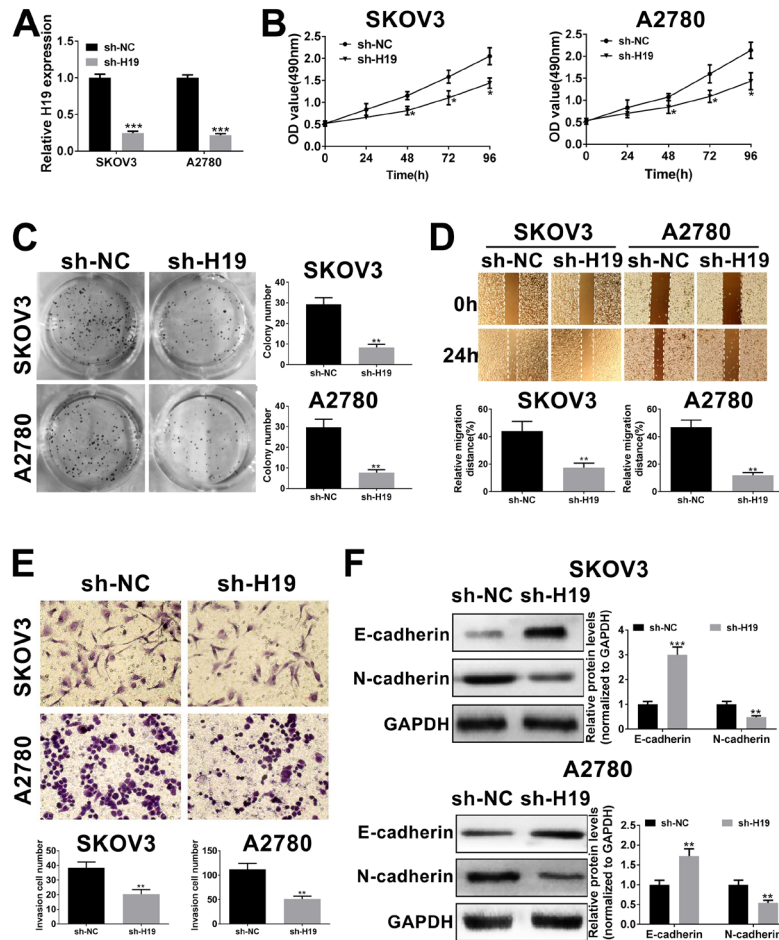 A
Relative H19 expression
1.5
1.0
0.5
0.0
sh-NC
sh-H19
***
***
SKOV3
A2780
B
SKOV3
OD value(490nm)
2.5
2.0
1.5
1.0
0.5
0.0
sh-NC
sh-H19
*
*
*
0
24
48
72
96
Time(h)
A2780
OD value(490nm)
2.5
2.0
1.5
1.0
0.5
0.0
sh-NC
sh-H19
*
*
*
0
24
48
72
96
Time(h)
C
sh-NC
sh-H19
SKOV3
A2780
SKOV3
Colony number
40
30
20
10
0
**
sh-NC
sh-H19
A2780
Colony number
40
30
20
10
0
**
sh-NC
sh-H19
D
SKOV3
A2780
sh-NC
sh-H19
sh-NC
sh-H19
0h
24h
SKOV3
Relative migration
distance(%)
60
40
20
0
**
sh-NC
sh-H19
A2780
Relative migration
distance(%)
60
40
20
0
**
sh-NC
sh-H19
E
sh-NC
sh-H19
SKOV3
A2780
SKOV3
Invasion cell number
50
40
30
20
10
0
**
sh-NC
sh-H19
A2780
Invasion cell number
150
100
50
0
**
sh-NC
sh-H19
F
SKOV3
sh-NC
sh-H19
E-cadherin
N-cadherin
GAPDH
Relative protein levels
(normalized to GAPDH)
4
3
2
1
0
sh-NC
sh-H19
***
**
E-cadherin
N-cadherin
A2780
sh-NC
sh-H19
E-cadherin
N-cadherin
GAPDH
Relative protein levels
(normalized to GAPDH)
2.5
2.0
1.5
1.0
0.5
0.0
sh-NC
sh-H19
**
**
E-cadherin
N-cadherin